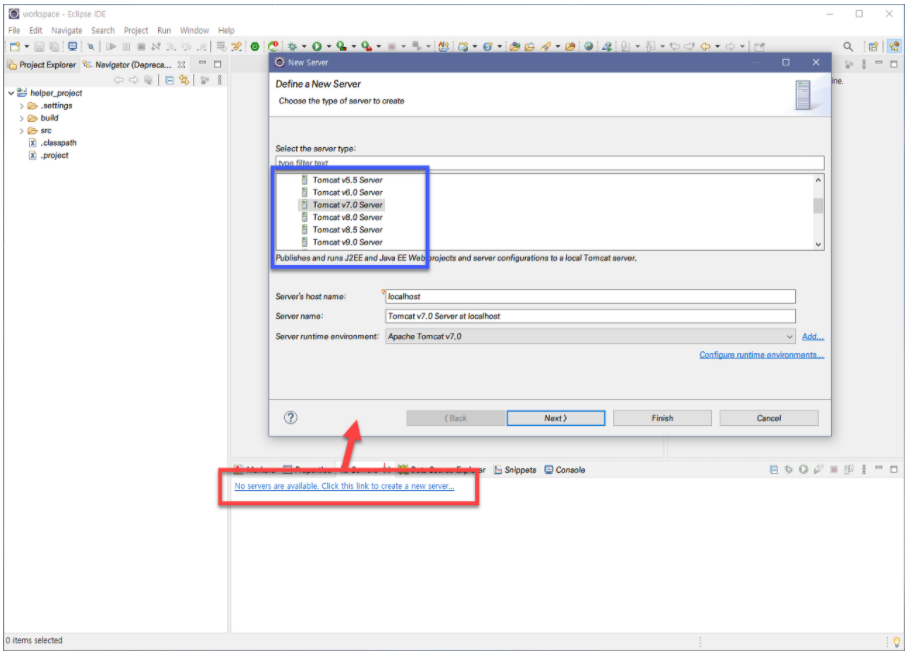 workspace - Eclipse IDE
File Edit Navigate Search Project Run Window Help
Project Explorer
Navigator (Depreca...
helper_project
.settings
build
src
.classpath
.project
New Server
ine.
Define a New Server
Choose the type of server to create
Select the server type:
type filter text
Tomcat v5.5 Server
Tomcat v6.0 Server
Tomcat v7.0 Server
Tomcat v8.0 Server
Tomcat v8.5 Server
Tomcat v9.0 Server
Publishes and runs J2EE and Java EE Web projects and server configurations to a local Tomcat server.
Server's host name: localhost
Server name: Tomcat v7.0 Server at localhost
Server runtime environment: Apache Tomcat v7.0 Add...
Configure runtime environments...
< Back Next > Finish Cancel
Markers Properties Servers Data Source Explorer Snippets Console
No servers are available. Click this link to create a new server...
0 items selected